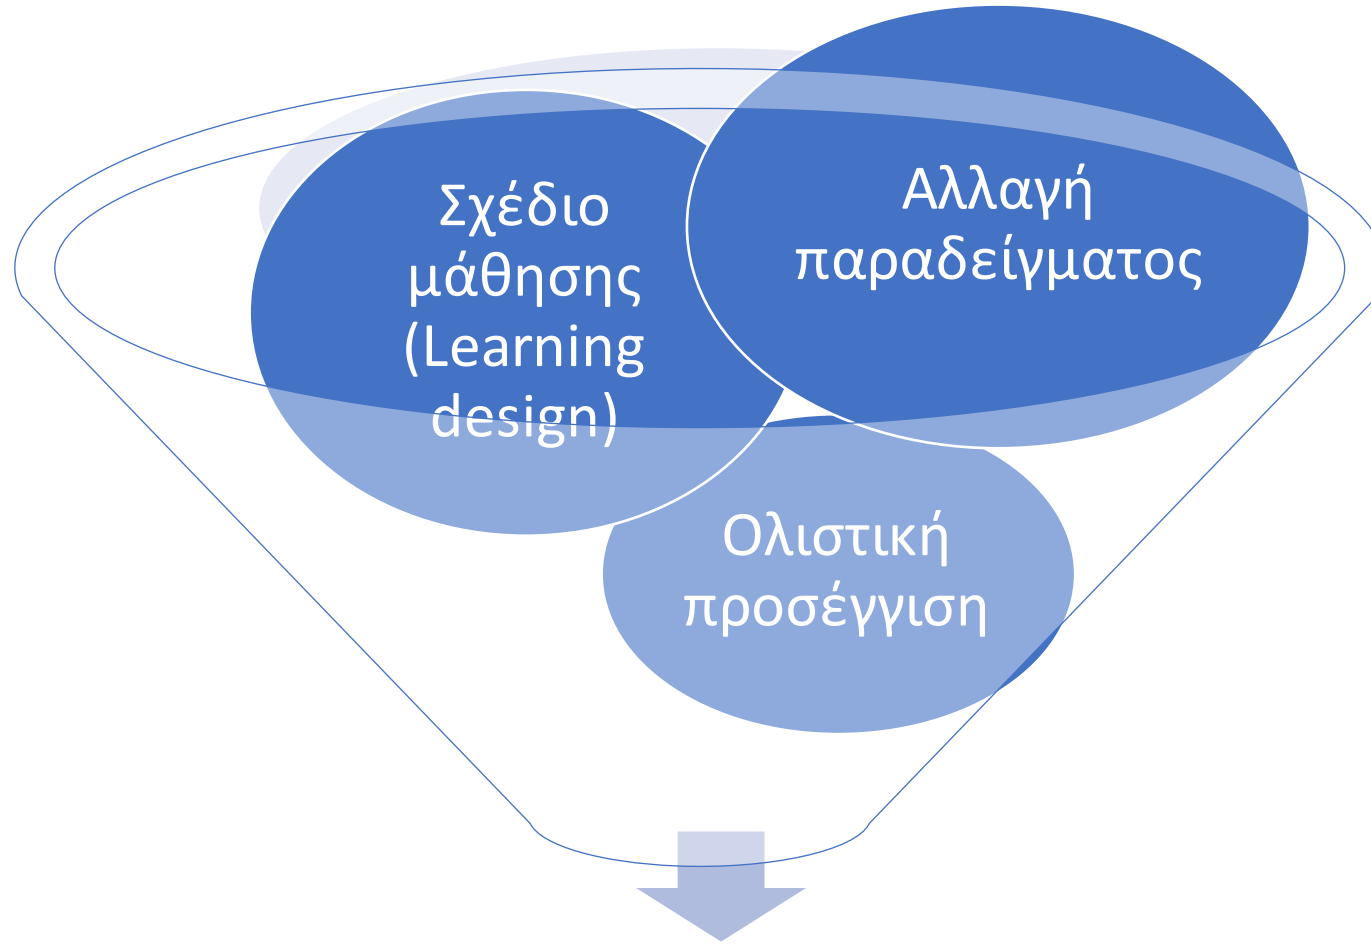 Σχέδιο
μάθησης
(Learning
design)
Αλλαγή
παραδείγματος
Ολιστική
προσέγγιση